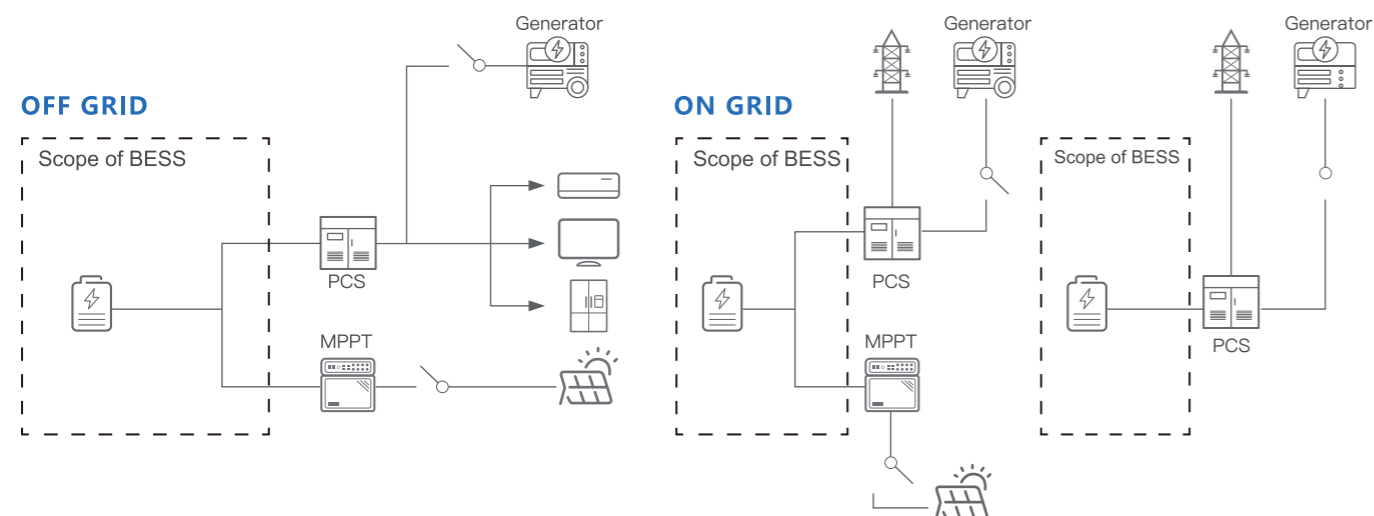 OFF GRID
Scope of BESS
Generator
PCS
MPPT
ON GRID
Scope of BESS
Generator
PCS
MPPT
Scope of BESS
Generator
PCS